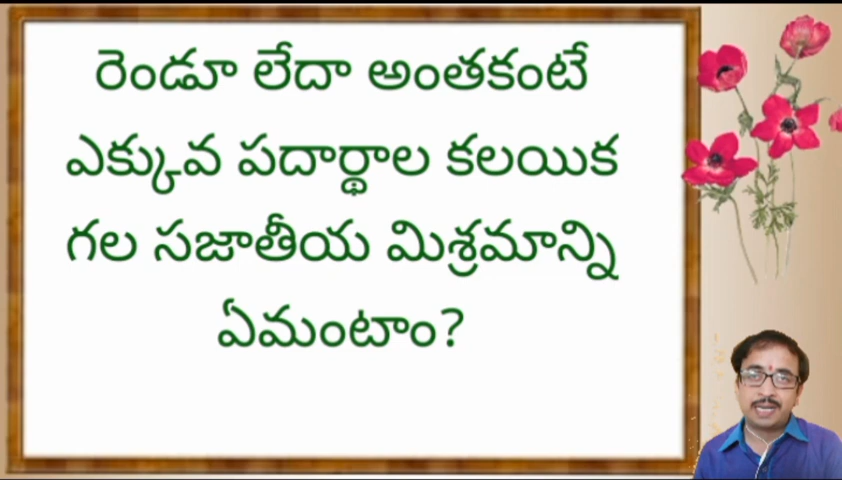 రెండూ లేదా అంతకంటే
ఎక్కువ పదార్థాల కలయిక
గల సజాతీయ మిశ్రమాన్ని
ఏమంటాం?